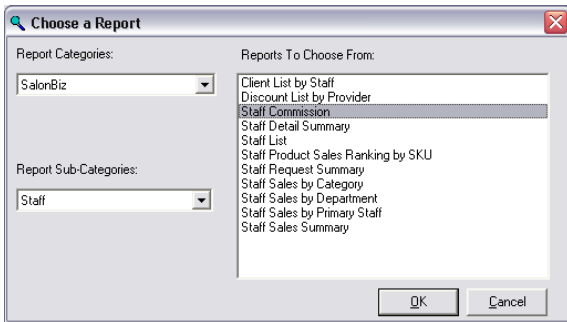 Choose a Report
Report Categories:
SalonBiz
Report Sub-Categories:
Staff
Reports To Choose From:
Client List by Staff
Discount List by Provider
Staff Commission
Staff Detail Summary
Staff List
Staff Product Sales Ranking by SKU
Staff Request Summary
Staff Sales by Category
Staff Sales by Department
Staff Sales by Primary Staff
Staff Sales Summary
OK
Cancel